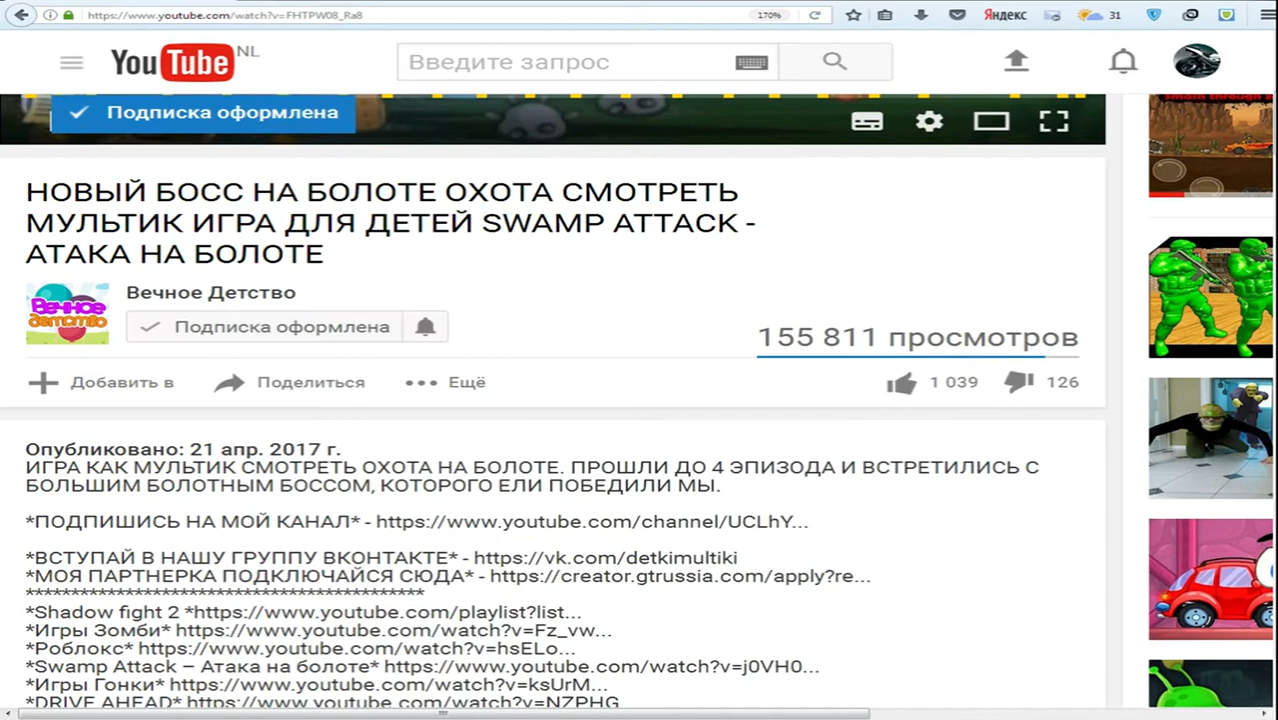 https://www.youtube.com/watch?v=FHTPW08_Ra8
170%
Яндекс
31
YouTube NL
Введите запрос
Подписка оформлена
НОВЫЙ БОСС НА БОЛОТЕ ОХОТА СМОТРЕТЬ
МУЛЬТИК ИГРА ДЛЯ ДЕТЕЙ SWAMP ATTACK -
АТАКА НА БОЛОТЕ
Вечное Детство
Вечное
детство
Подписка оформлена
155 811 просмотров
Добавить в
Поделиться
Ещё
1 039
126
Опубликовано: 21 апр. 2017 г.
ИГРА КАК МУЛЬТИК СМОТРЕТЬ ОХОТА НА БОЛОТЕ. ПРОШЛИ ДО 4 ЭПИЗОДА И ВСТРЕТИЛИСЬ С
БОЛЬШИМ БОЛОТНЫМ БОССОМ, КОТОРОГО ЕЛИ ПОБЕДИЛИ МЫ.
*ПОДПИШИСЬ НА МОЙ КАНАЛ* - https://www.youtube.com/channel/UCLhY...
*ВСТУПАЙ В НАШУ ГРУППУ ВКОНТАКТЕ* - https://vk.com/detkimultiki
*МОЯ ПАРТНЕРКА ПОДКЛЮЧАЙСЯ СЮДА* - https://creator.gtrussia.com/apply?re...
*******************************************
*Shadow fight 2 *https://www.youtube.com/playlist?list...
*Игры Зомби* https://www.youtube.com/watch?v=Fz_vw...
*Роблокс* https://www.youtube.com/watch?v=hsELo...
*Swamp Attack – Атака на болоте* https://www.youtube.com/watch?v=j0VH0...
*Игры Гонки* https://www.youtube.com/watch?v=ksUrM...
*DRIVE AHEAD* https://www.youtube.com/watch?v=NZPHG